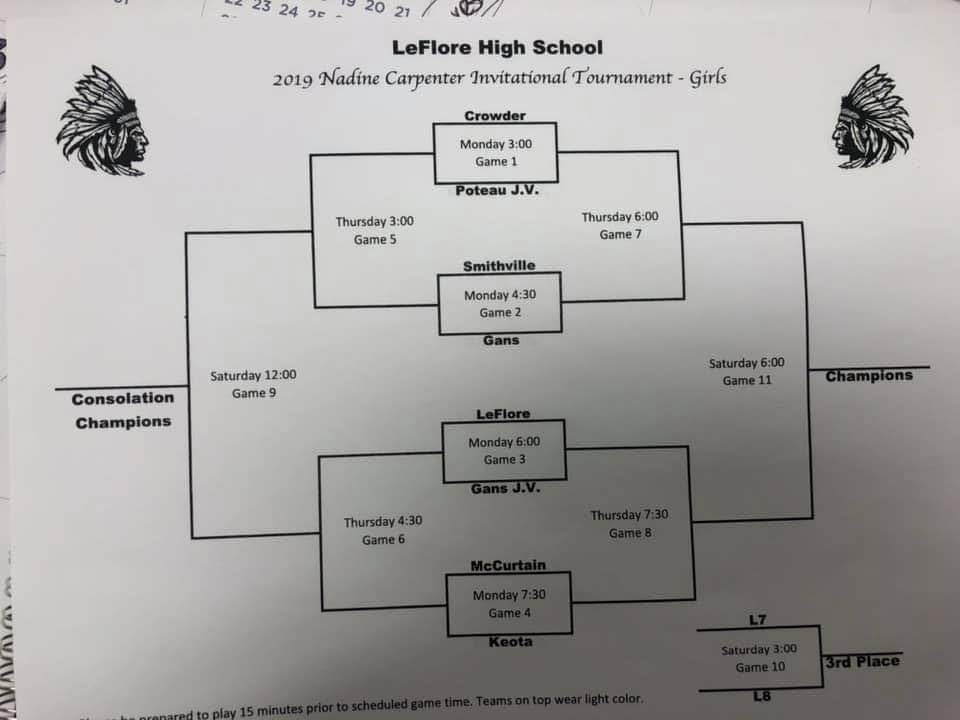 23 24
19 20 21
LeFlore High School
2019 Nadine Carpenter Invitational Tournament - Girls
Crowder
Monday 3:00
Game 1
Poteau J.V.
Thursday 3:00
Game 5
Thursday 6:00
Game 7
Smithville
Monday 4:30
Game 2
Gans
Saturday 12:00
Game 9
Saturday 6:00
Game 11
Consolation
Champions
Champions
LeFlore
Monday 6:00
Game 3
Gans J.V.
Thursday 4:30
Game 6
Thursday 7:30
Game 8
McCurtain
Monday 7:30
Game 4
Keota
L7
Saturday 3:00
Game 10
3rd Place
L8
prepared to play 15 minutes prior to scheduled game time. Teams on top wear light color.